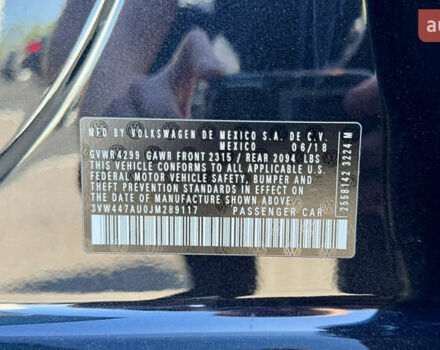 MFD. BY VOLKSWAGEN DE MEXICO S.A. DE C.V.
MEXICO 06/18
GVWR4299 GAWR FRONT 2315 / REAR 2094 LBS
THIS VEHICLE CONFORMS TO ALL APPLICABLE U.S.
FEDERAL MOTOR VEHICLE SAFETY, BUMPER AND
THEFT PREVENTION STANDARDS IN EFFECT ON
THE DATE OF MANUFACTURE SHOWN ABOVE.
3VW447AU0JM289117 PASSENGER CAR
2558142 3224 M